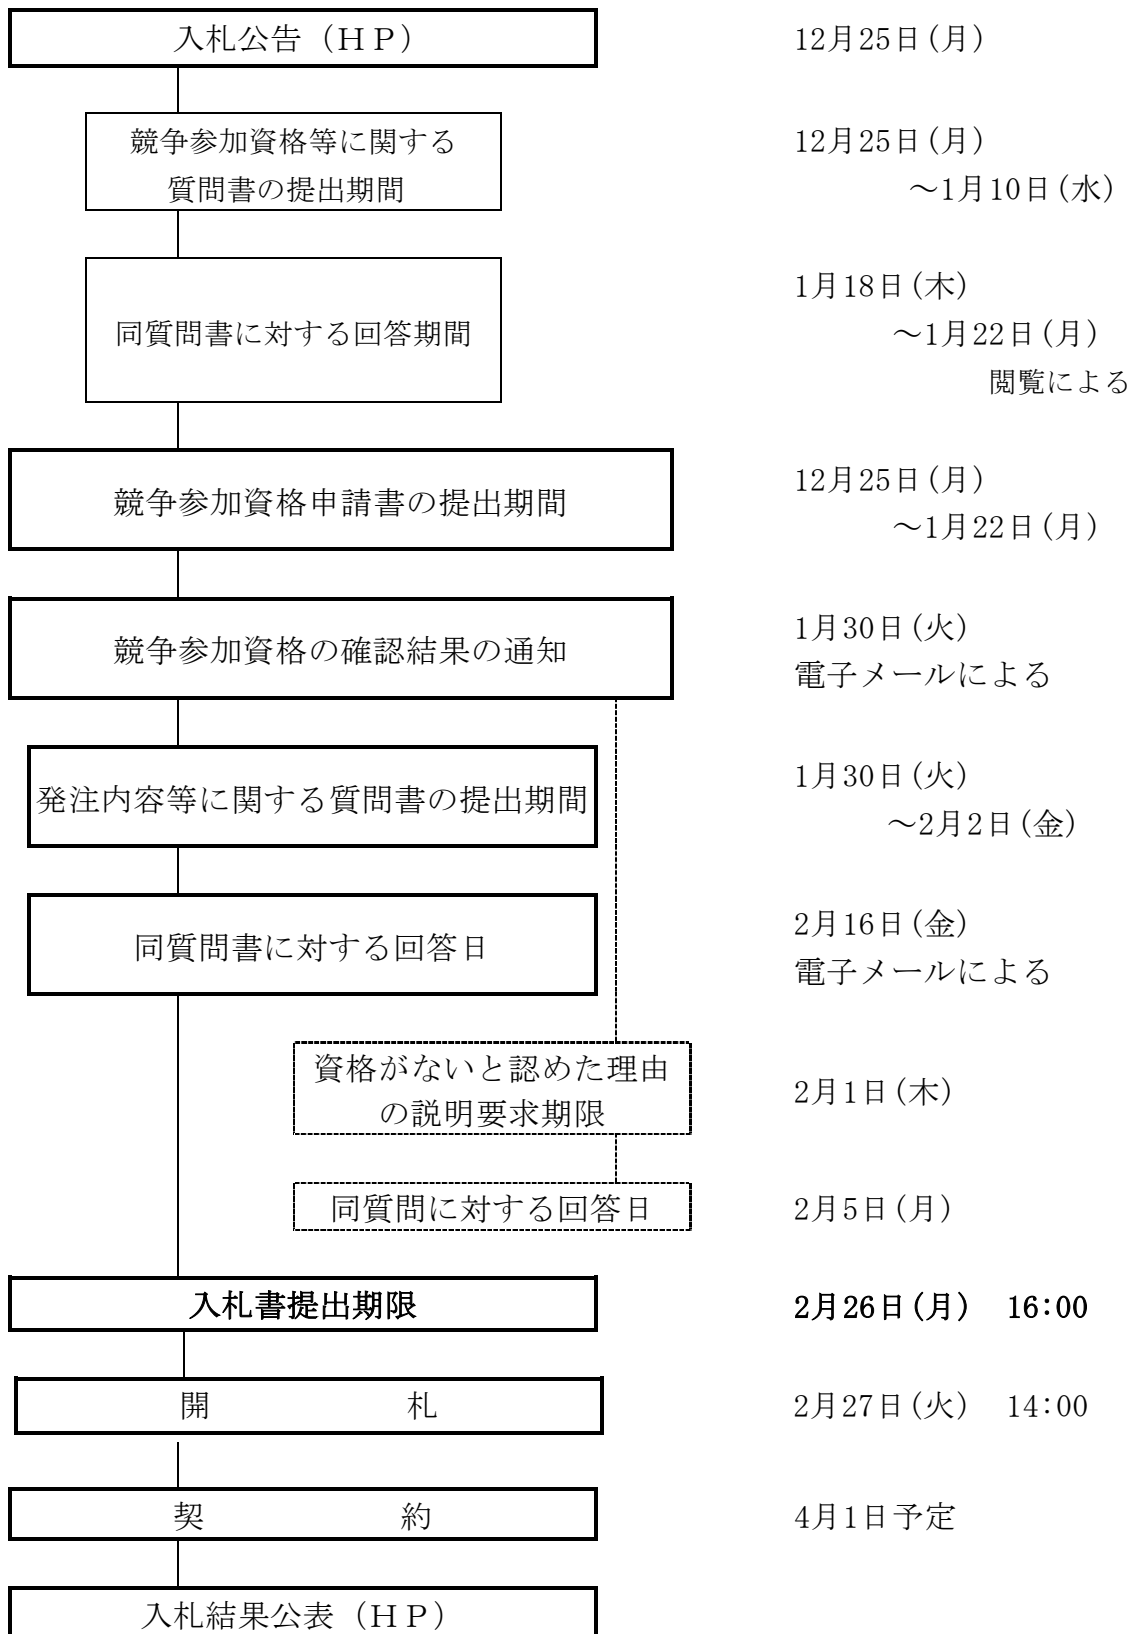 入札公告（ＨＰ）　12月25日(月)
競争参加資格等に関する　12月25日(月)
質問書の提出期間　～1月10日(水)
1月18日(木)
同質問書に対する回答期間　～1月22日(月)
閲覧による
12月25日(月)
競争参加資格申請書の提出期間
～1月22日(月)
1月30日(火)
競争参加資格の確認結果の通知
電子メールによる
1月30日(火)
発注内容等に関する質問書の提出期間
～2月2日(金)
2月16日(金)
同質問書に対する回答日
電子メールによる
資格がないと認めた理由
の説明要求期限
2月1日(木)
同質問に対する回答日　2月5日(月)
入札書提出期限　2月26日(月)　16:00
開　札　2月27日(火)　14:00
契　約　4月1日予定
入札結果公表（ＨＰ）